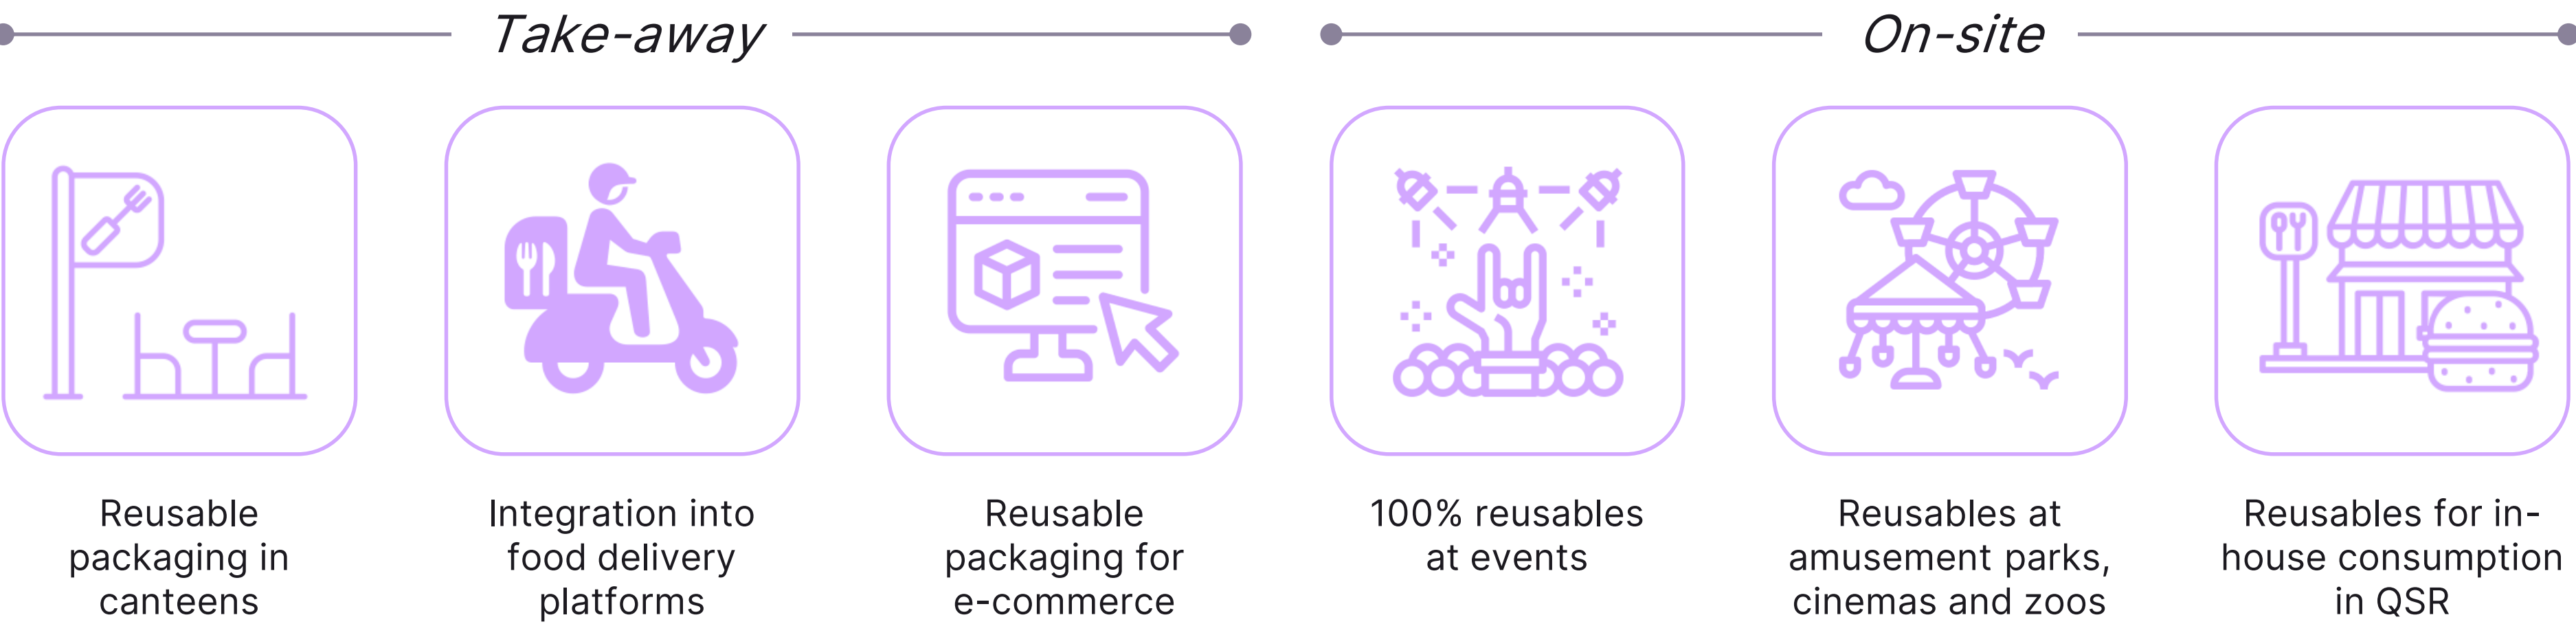 Take-away
On-site
Reusable
packaging in
canteens
Integration into
food delivery
platforms
Reusable
packaging for
e-commerce
100% reusables
at events
Reusables at
amusement parks,
cinemas and zoos
Reusables for in-
house consumption
in QSR